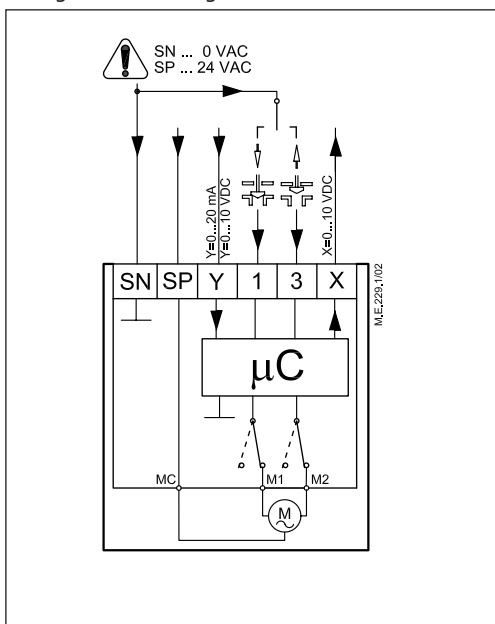 SN ... 0 VAC
SP ... 24 VAC
Y=0...20 mA
Y=0...10 VDC
X=0...10 VDC
SN SP Y 1 3 X
M.E.229.1/02
µC
MC M1 M2
M